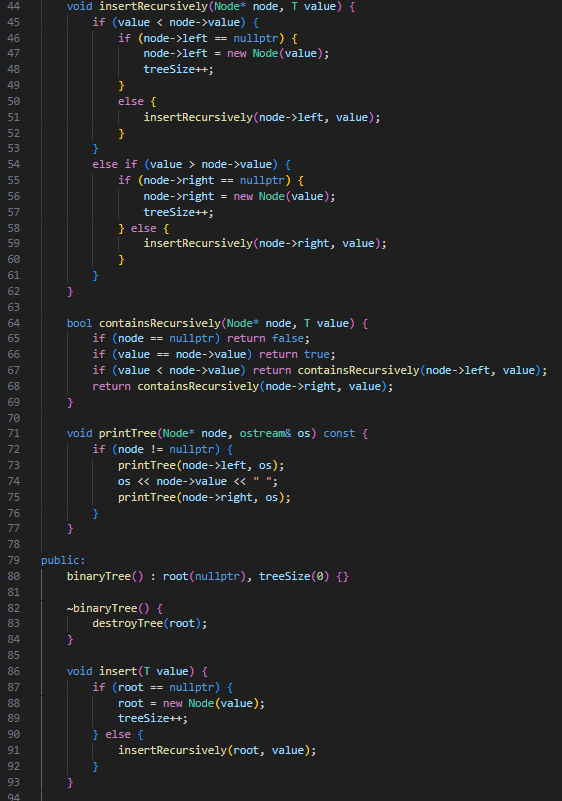 44 void insertRecursively(Node* node, T value) {
45 if (value < node->value) {
46 if (node->left == nullptr) {
47 node->left = new Node(value);
48 treeSize++;
49 }
50 else {
51 insertRecursively(node->left, value);
52 }
53 }
54 else if (value > node->value) {
55 if (node->right == nullptr) {
56 node->right = new Node(value);
57 treeSize++;
58 } else {
59 insertRecursively(node->right, value);
60 }
61 }
62 }
63
64 bool containsRecursively(Node* node, T value) {
65 if (node == nullptr) return false;
66 if (value == node->value) return true;
67 if (value < node->value) return containsRecursively(node->left, value);
68 return containsRecursively(node->right, value);
69 }
70
71 void printTree(Node* node, ostream& os) const {
72 if (node != nullptr) {
73 printTree(node->left, os);
74 os << node->value << " ";
75 printTree(node->right, os);
76 }
77 }
78
79 public:
80 binaryTree() : root(nullptr), treeSize(0) {}
81
82 ~binaryTree() {
83 destroyTree(root);
84 }
85
86 void insert(T value) {
87 if (root == nullptr) {
88 root = new Node(value);
89 treeSize++;
90 } else {
91 insertRecursively(root, value);
92 }
93 }
94